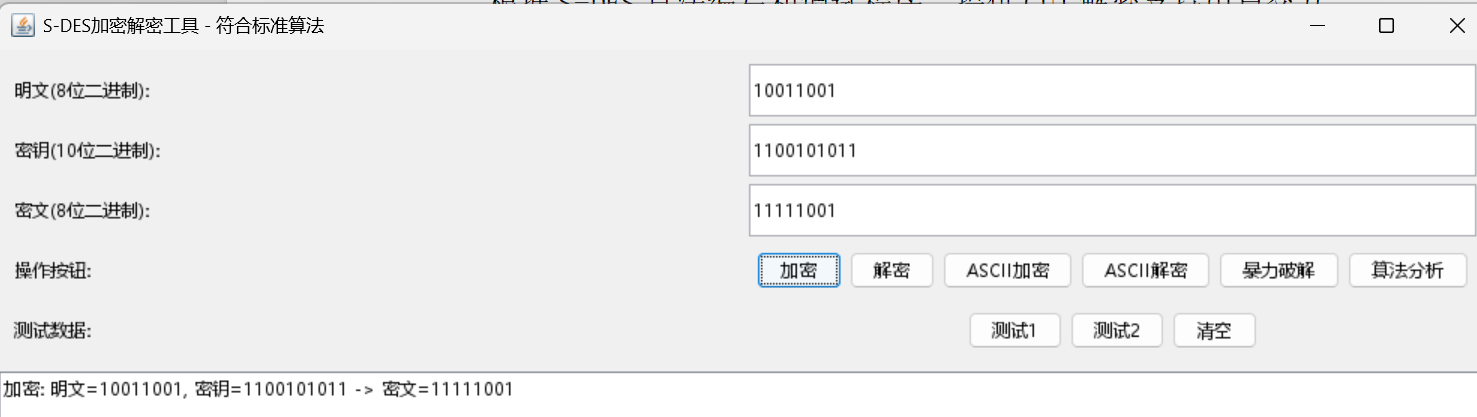 S-DES加密解密工具 - 符合标准算法
明文(8位二进制): 10011001
密钥(10位二进制): 1100101011
密文(8位二进制): 11111001
操作按钮: 加密 解密 ASCII加密 ASCII解密 暴力破解 算法分析
测试数据: 测试1 测试2 清空
加密: 明文=10011001, 密钥=1100101011 -> 密文=11111001